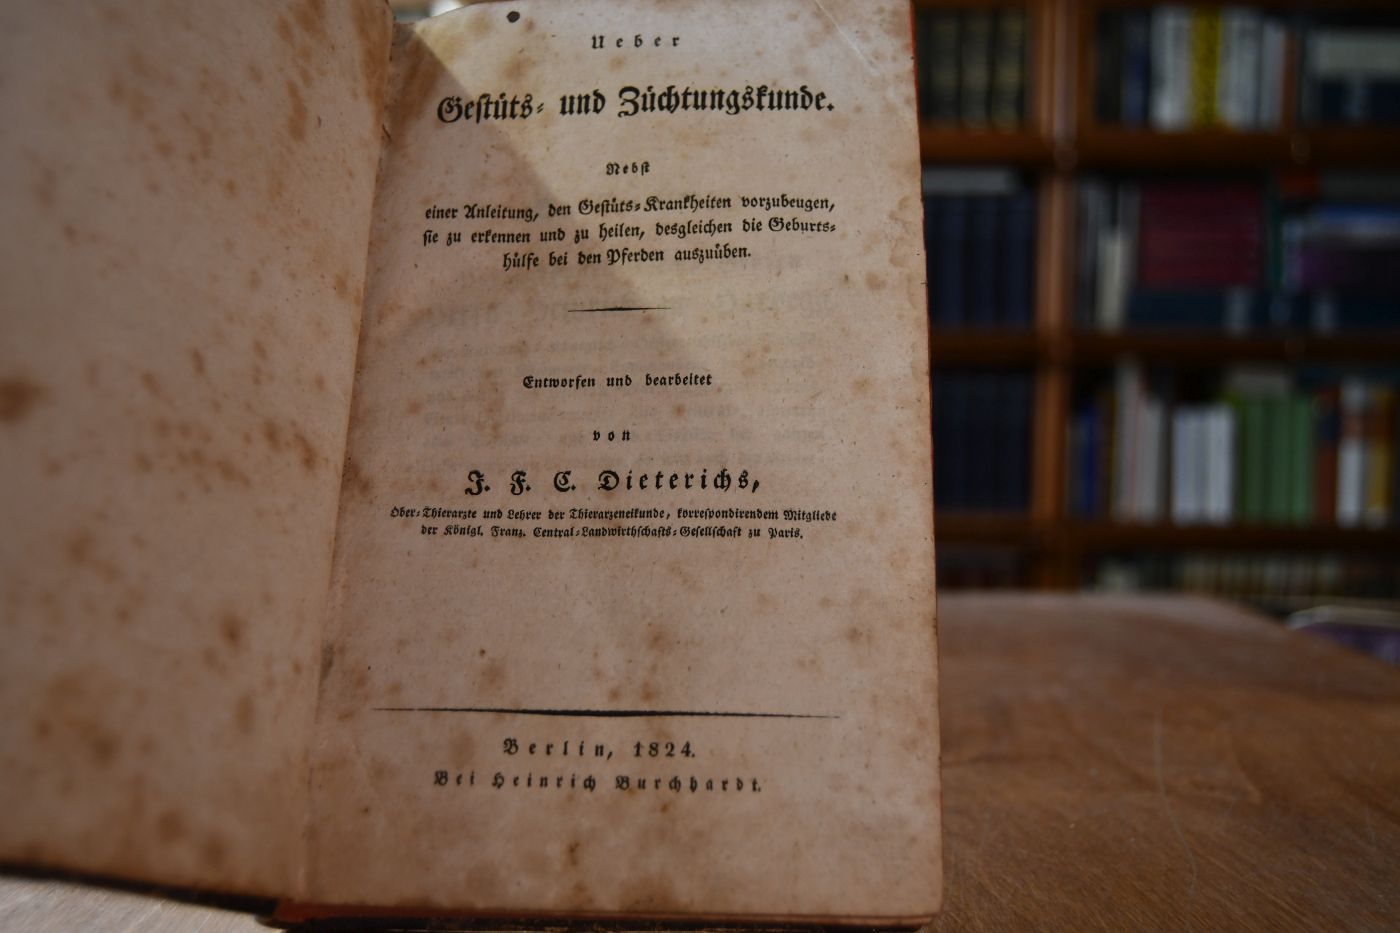 Ueber
Gestüts- und Züchtungskunde.
Nebst
einer Anleitung, den Gestüts-Krankheiten vorzubeugen,
sie zu erkennen und zu heilen, desgleichen die Geburts-
hülfe bei den Pferden auszuüben.
Entworfen und bearbeitet
von
J. F. C. Dieterichs,
Ober-Thierarzte und Lehrer der Thierarzeneikunde, korrespondirendem Mitgliede
der Königl. Franz. Central-Landwirthschafts-Gesellschaft zu Paris.
Berlin, 1824.
Bei Heinrich Burchhardt.